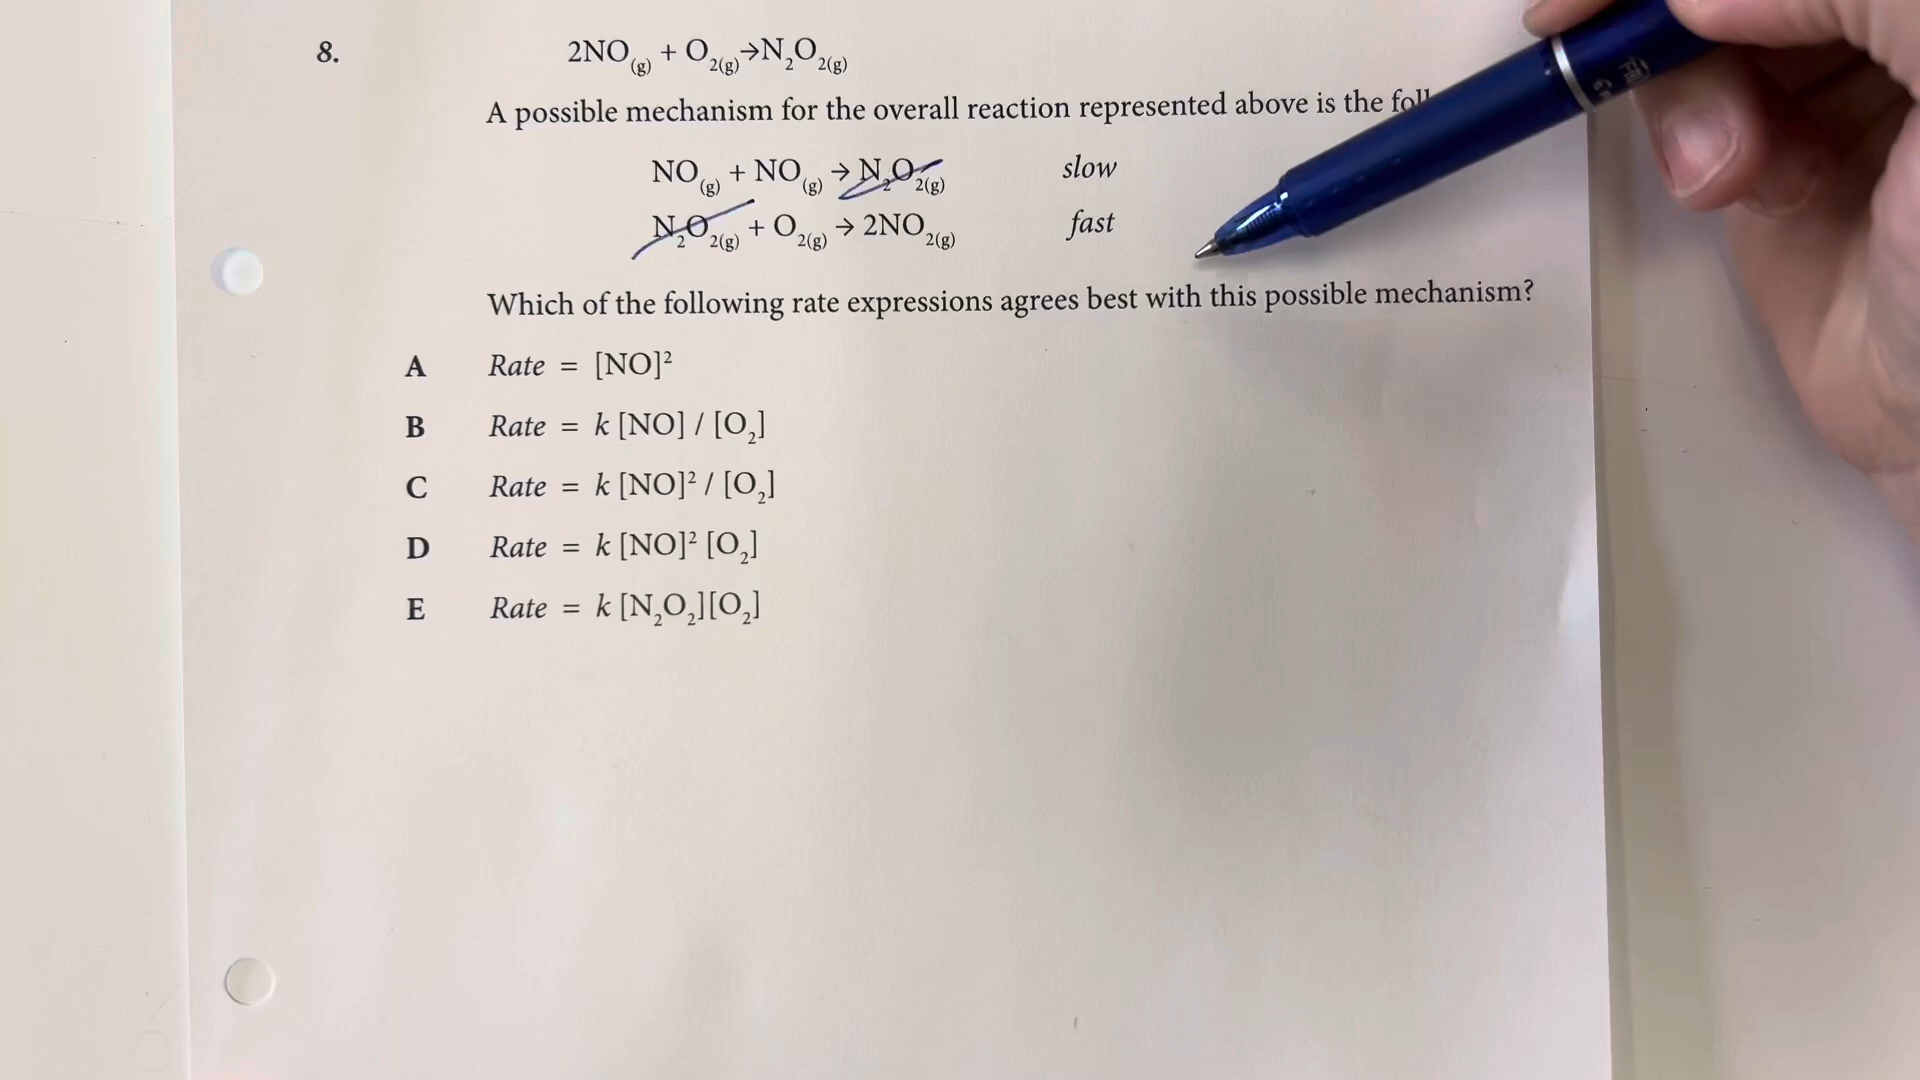 8. 2NO(g) + O2(g)→N2O2(g)
A possible mechanism for the overall reaction represented above is the
NO(g) + NO(g) → N2O2(g) slow
N2O2(g) + O2(g) → 2NO2(g) fast
Which of the following rate expressions agrees best with this possible mechanism?
A Rate = [NO]²
B Rate = k [NO] / [O2]
C Rate = k [NO]² / [O2]
D Rate = k [NO]² [O2]
E Rate = k [N2O2][O2]